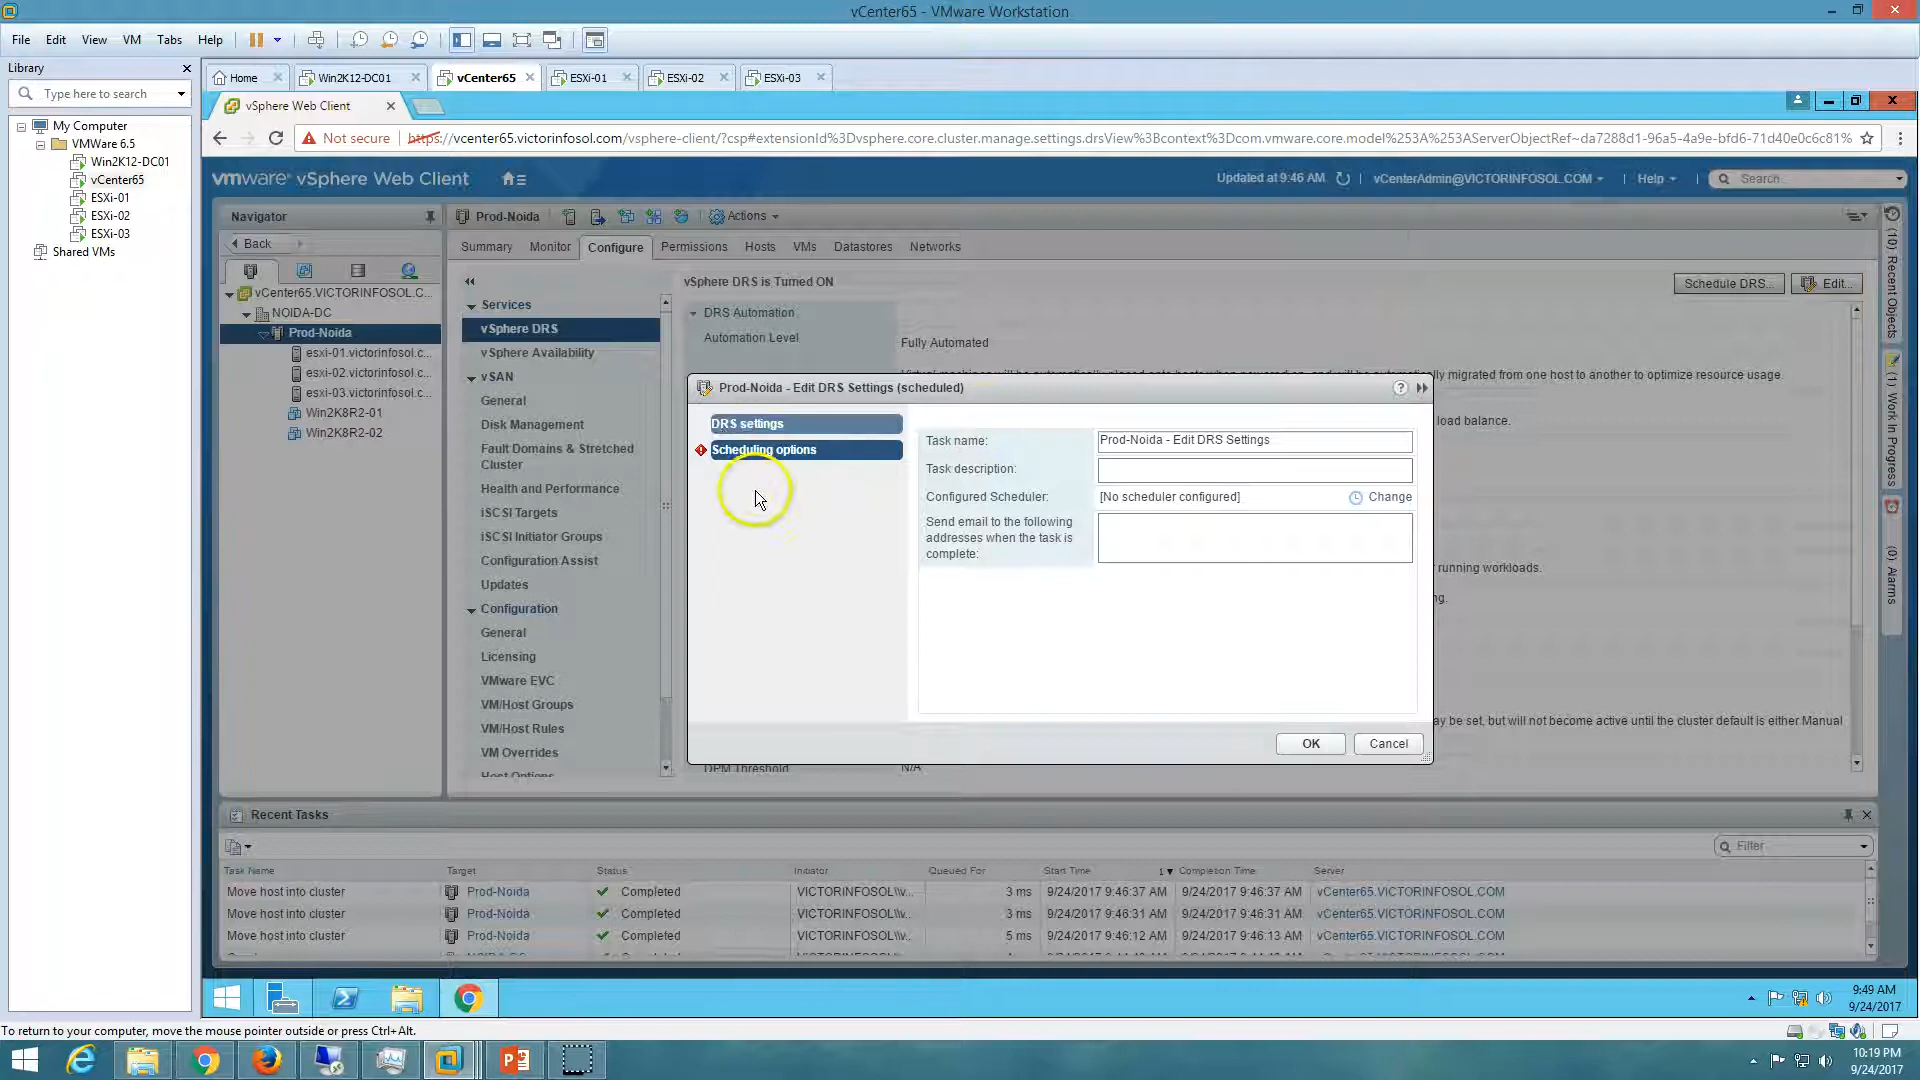 vCenter65 - VMware Workstation
File Edit View VM Tabs Help
Library
Type here to search
My Computer
VMWare 6.5
Win2K12-DC01
vCenter65
ESXi-01
ESXi-02
ESXi-03
Shared VMs
Home
Win2K12-DC01
vCenter65
ESXi-01
ESXi-02
ESXi-03
vSphere Web Client
Not secure
https://vcenter65.victorinfosol.com/vsphere-client/?csp#extensionId%3Dvsphere.core.cluster.manage.settings.drsView%3Bcontext%3Dcom.vmware.core.model%253A%253AServerObjectRef~da7288d1-96a5-4a9e-bfd6-71d40e0c6c81%
vmware® vSphere Web Client
Updated at 9:46 AM
vCenterAdmin@VICTORINFOSOL.COM
Help
Search
Navigator
Back
vCenter65.VICTORINFOSOL.C...
NOIDA-DC
Prod-Noida
esxi-01.victorinfosol.c...
esxi-02.victorinfosol.c...
esxi-03.victorinfosol.c...
Win2K8R2-01
Win2K8R2-02
Prod-Noida
Actions
Summary Monitor Configure Permissions Hosts VMs Datastores Networks
Services
vSphere DRS
vSphere Availability
vSAN
General
Disk Management
Fault Domains & Stretched
Cluster
Health and Performance
iSCSI Targets
iSCSI Initiator Groups
Configuration Assist
Updates
Configuration
General
Licensing
VMware EVC
VM/Host Groups
VM/Host Rules
VM Overrides
Host Options
vSphere DRS is Turned ON
Schedule DRS...
Edit...
DRS Automation
Automation Level
Fully Automated
migrated from one host to another to optimize resource usage.
load balance.
running workloads.
ay be set, but will not become active until the cluster default is either Manual
DPM Threshold
N/A
Prod-Noida - Edit DRS Settings (scheduled)
DRS settings
Scheduling options
Task name:
Prod-Noida - Edit DRS Settings
Task description:
Configured Scheduler:
[No scheduler configured]
Change
Send email to the following
addresses when the task is
complete:
OK
Cancel
(10) Recent Objects
(1) Work In Progress
(0) Alarms
Recent Tasks
Filter
Task Name Target Status Initiator Queued For Start Time 1 Completion Time Server
Move host into cluster Prod-Noida Completed VICTORINFOSOL\\v... 3 ms 9/24/2017 9:46:37 AM 9/24/2017 9:46:37 AM vCenter65.VICTORINFOSOL.COM
Move host into cluster Prod-Noida Completed VICTORINFOSOL\\v... 3 ms 9/24/2017 9:46:31 AM 9/24/2017 9:46:31 AM vCenter65.VICTORINFOSOL.COM
Move host into cluster Prod-Noida Completed VICTORINFOSOL\\v... 5 ms 9/24/2017 9:46:12 AM 9/24/2017 9:46:13 AM vCenter65.VICTORINFOSOL.COM
9:49 AM
9/24/2017
To return to your computer, move the mouse pointer outside or press Ctrl+Alt.
10:19 PM
9/24/2017